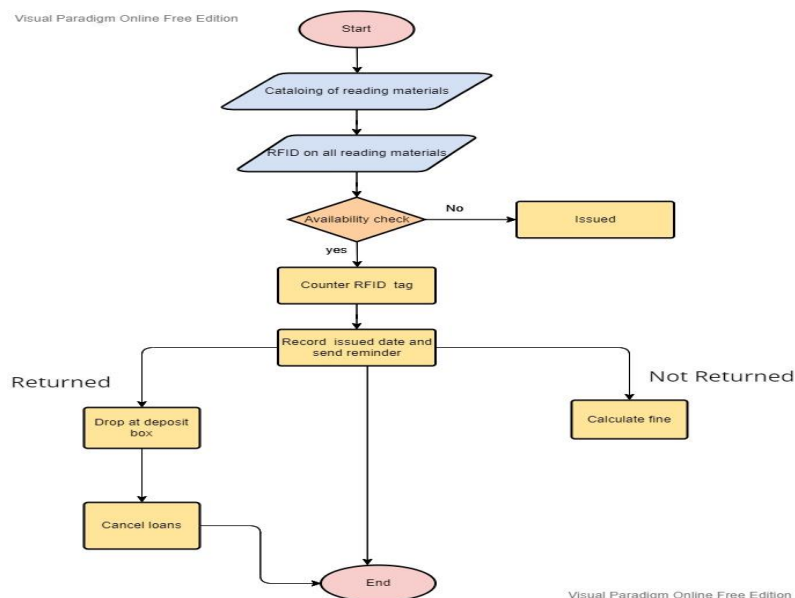 Visual Paradigm Online Free Edition
Start
Cataloing of reading materials
RFID on all reading materials
Availability check
No
Issued
yes
Counter RFID tag
Record issued date and
send reminder
Returned
Not Returned
Drop at deposit
box
Calculate fine
Cancel loans
End
Visual Paradigm Online Free Edition